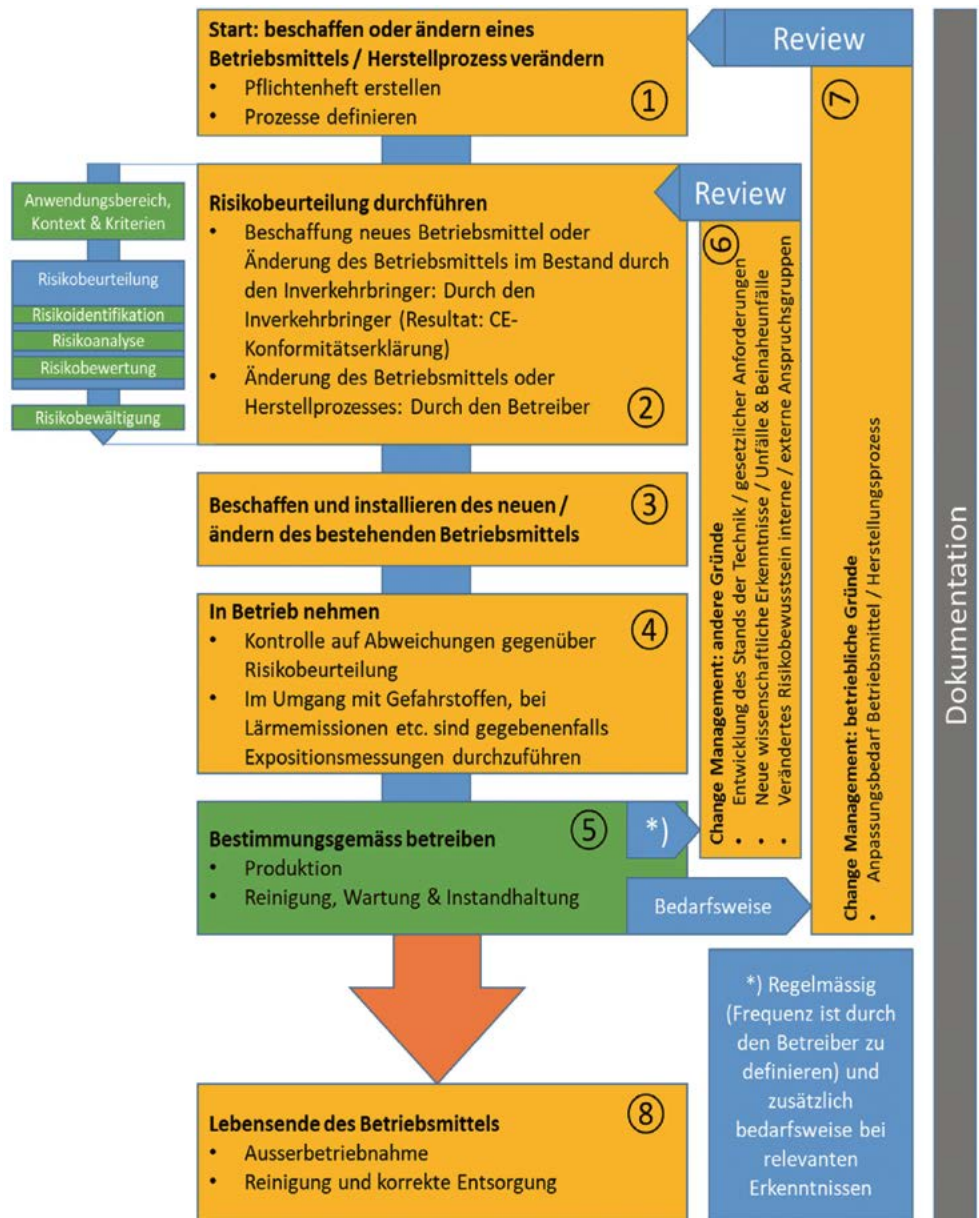 Start: beschaffen oder ändern eines
Betriebsmittels / Herstellprozess verändern
• Pflichtenheft erstellen
• Prozesse definieren
①
Review
⑦
Change Management: betriebliche Gründe
• Anpassungsbedarf Betriebsmittel / Herstellungsprozess
Dokumentation
Anwendungsbereich,
Kontext & Kriterien
Risikobeurteilung
Risikoidentifikation
Risikoanalyse
Risikobewertung
Risikobewältigung
Risikobeurteilung durchführen
• Beschaffung neues Betriebsmittel oder
Änderung des Betriebsmittels im Bestand durch
den Inverkehrbringer: Durch den
Inverkehrbringer (Resultat: CE-
Konformitätserklärung)
• Änderung des Betriebsmittels oder
Herstellprozesses: Durch den Betreiber
②
Review
⑥
Change Management: andere Gründe
• Entwicklung des Stands der Technik / gesetzlicher Anforderungen
• Neue wissenschaftliche Erkenntnisse / Unfälle & Beinaheunfälle
• Verändertes Risikobewusstsein interne / externe Anspruchsgruppen
Beschaffen und installieren des neuen /
ändern des bestehenden Betriebsmittels
③
In Betrieb nehmen
• Kontrolle auf Abweichungen gegenüber
Risikobeurteilung
• Im Umgang mit Gefahrstoffen, bei
Lärmemissionen etc. sind gegebenenfalls
Expositionsmessungen durchzuführen
④
Bestimmungsgemäss betreiben
• Produktion
• Reinigung, Wartung & Instandhaltung
⑤
*)
Bedarfsweise
*) Regelmässig
(Frequenz ist durch
den Betreiber zu
definieren) und
zusätzlich
bedarfsweise bei
relevanten
Erkenntnissen
Lebensende des Betriebsmittels
• Ausserbetriebnahme
• Reinigung und korrekte Entsorgung
⑧